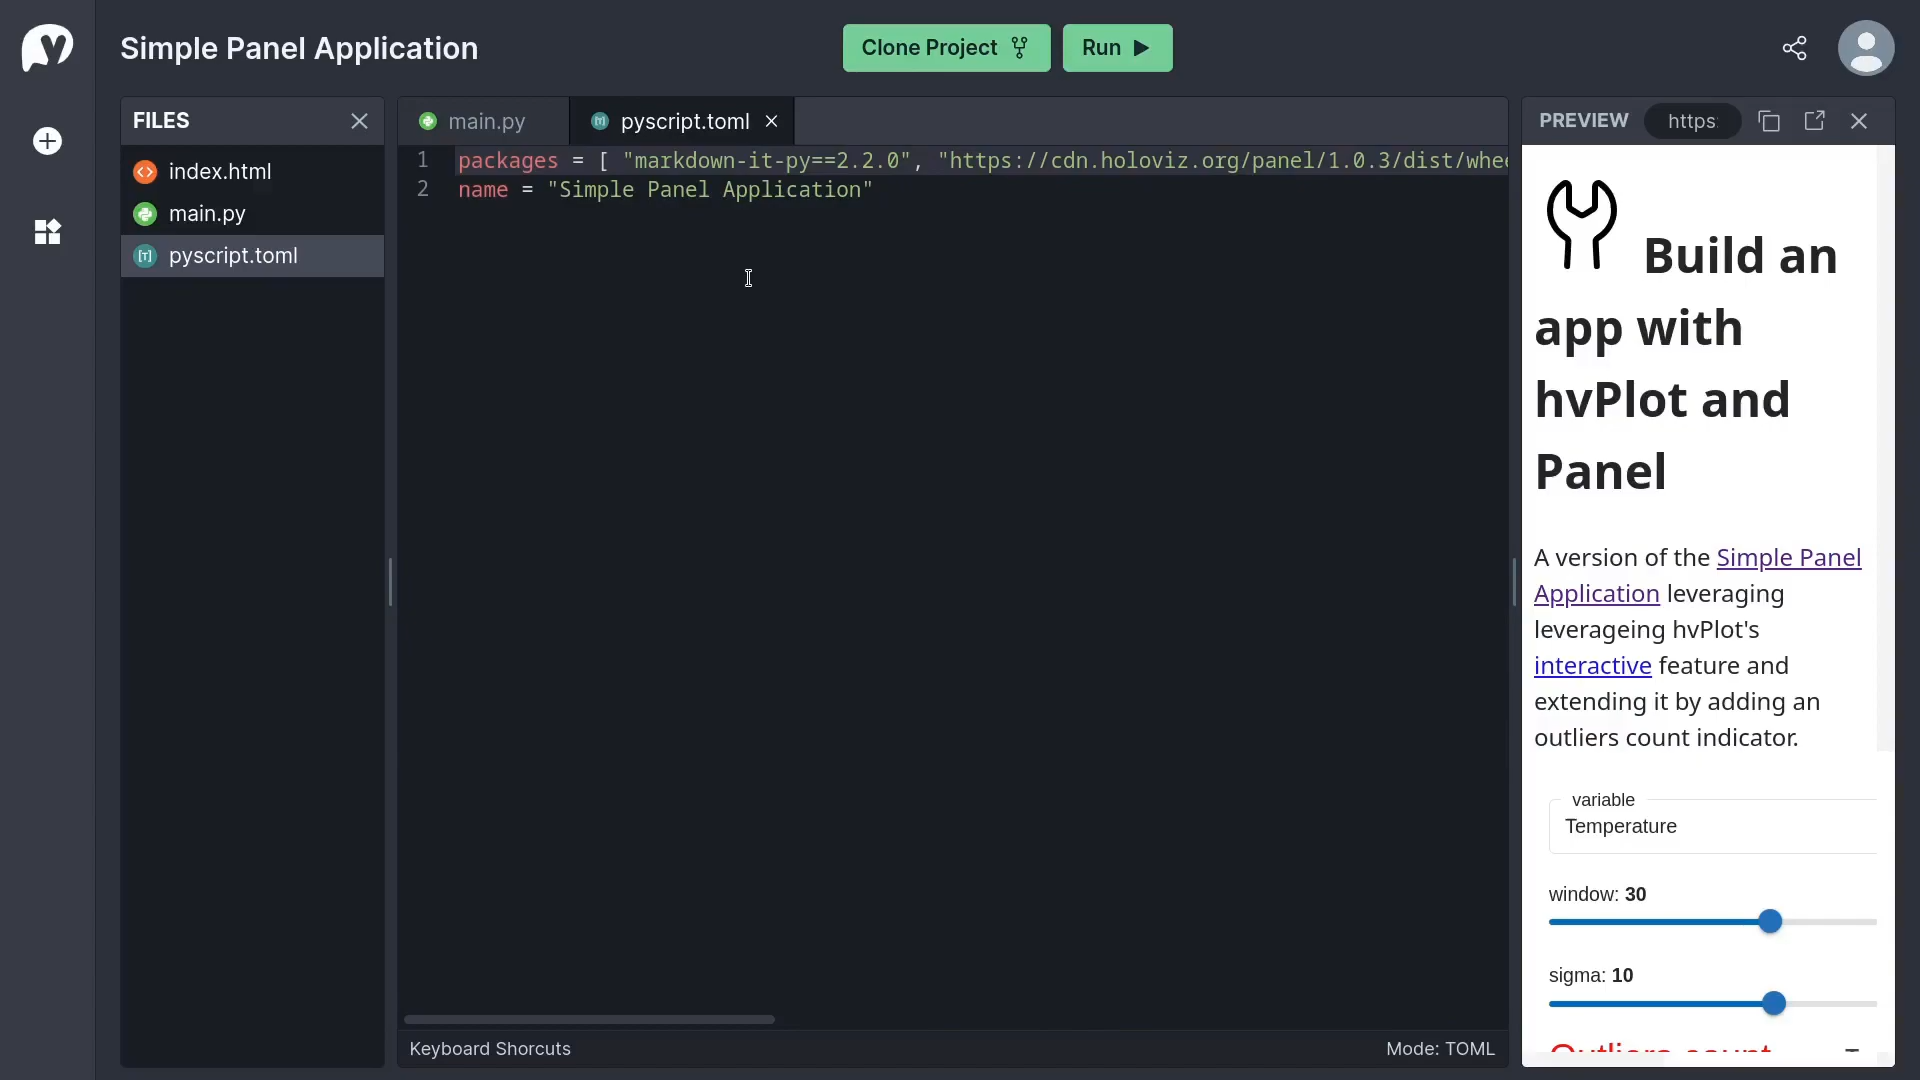 Simple Panel Application
Clone Project
Run
FILES
index.html
main.py
pyscript.toml
main.py
pyscript.toml
1 packages = [ "markdown-it-py==2.2.0", "https://cdn.holoviz.org/panel/1.0.3/dist/whee
2 name = "Simple Panel Application"
Keyboard Shorcuts
Mode: TOML
PREVIEW
https:
Build an
app with
hvPlot and
Panel
A version of the Simple Panel
Application leveraging
leverageing hvPlot's
interactive feature and
extending it by adding an
outliers count indicator.
variable
Temperature
window: 30
sigma: 10
Outliers count